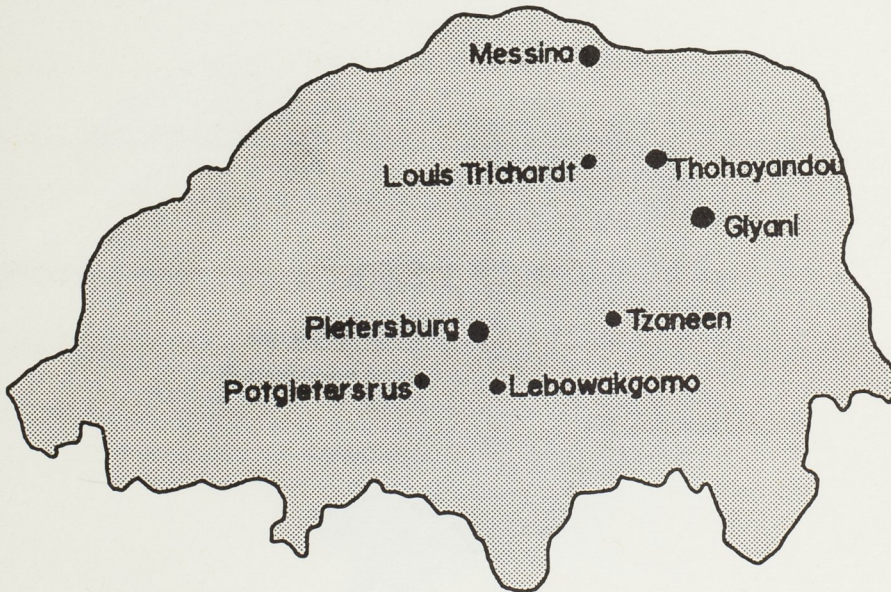 Messina
Louis Trichardt
Thohoyandou
Giyani
Pietersburg
Tzaneen
Potgietersrus
Lebowakgomo